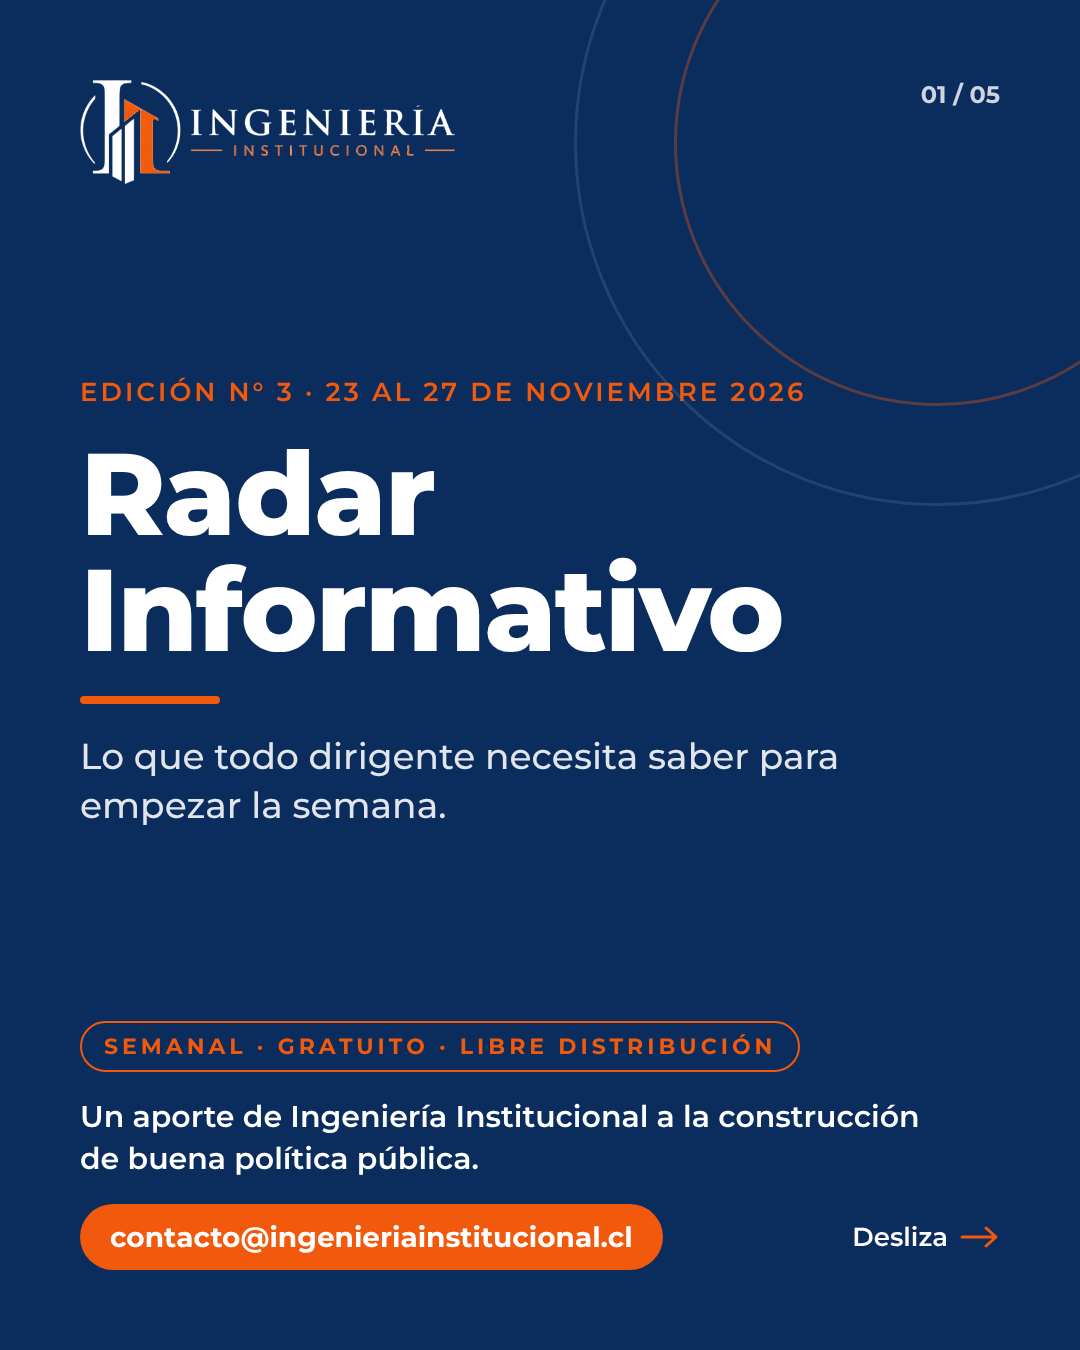 INGENIERÍA
INSTITUCIONAL
01 / 05
EDICIÓN N° 3 · 23 AL 27 DE NOVIEMBRE 2026
Radar
Informativo
Lo que todo dirigente necesita saber para
empezar la semana.
SEMANAL · GRATUITO · LIBRE DISTRIBUCIÓN
Un aporte de Ingeniería Institucional a la construcción
de buena política pública.
contacto@ingenieriainstitucional.cl
Desliza →